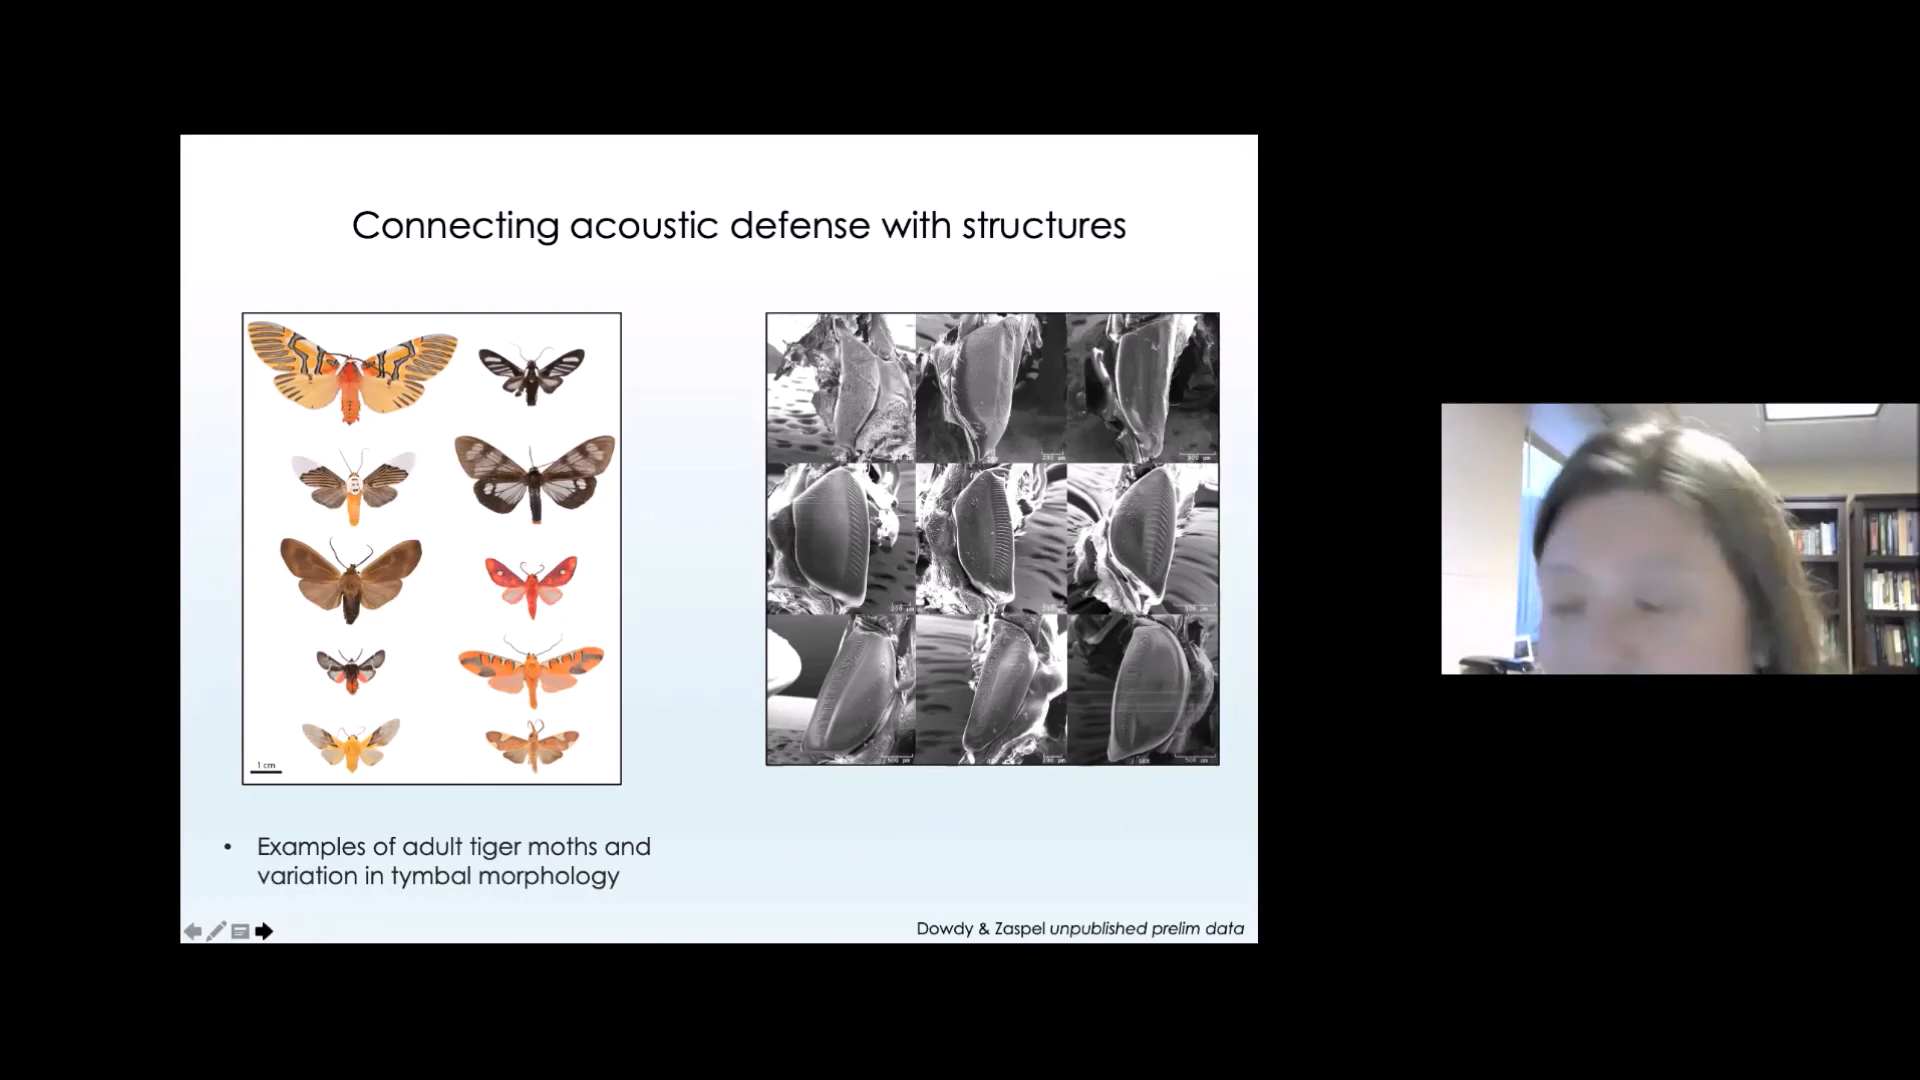 Connecting acoustic defense with structures
1 cm
• Examples of adult tiger moths and
variation in tymbal morphology
Dowdy & Zaspel unpublished prelim data